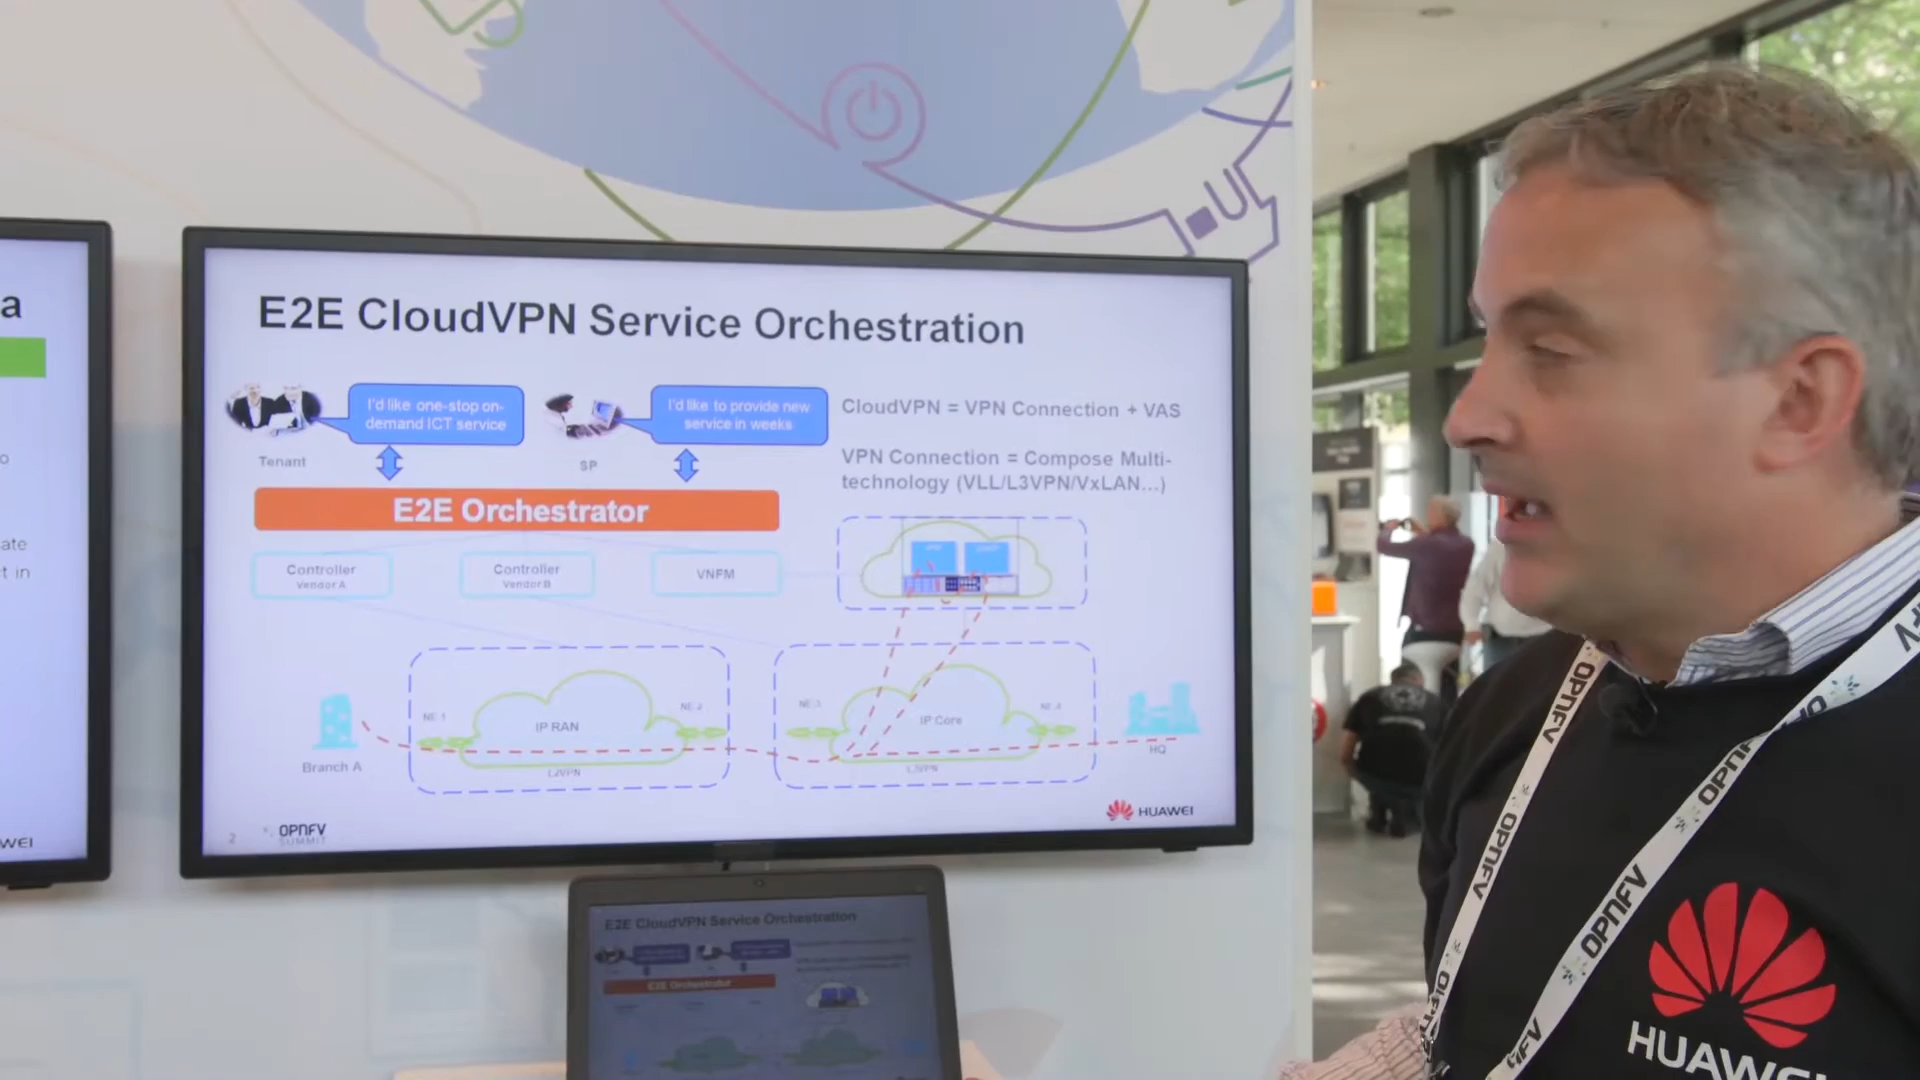 a
o
ate
t in
WEI
E2E CloudVPN Service Orchestration
I'd like one-stop on-
demand ICT service
I'd like to provide new
service in weeks
Tenant
SP
CloudVPN = VPN Connection + VAS
VPN Connection = Compose Multi-
technology (VLL/L3VPN/VxLAN...)
E2E Orchestrator
Controller
Vendor A
Controller
Vendor B
VNFM
NE 1
NE 2
IP RAN
L2VPN
NE 3
NE 4
IP Core
L3VPN
Branch A
HQ
2
OPNFV
SUMMIT
HUAWEI
E2E CloudVPN Service Orchestration
E2E Orchestrator
OPNFV
OPNFV
OPNFV
OPNFV
HUAWEI